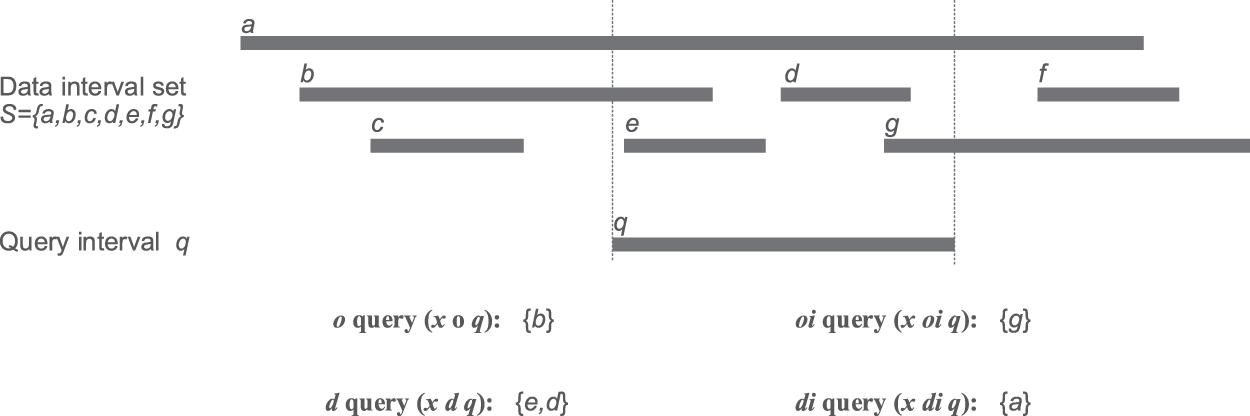 a
Data interval set
b
d
f
S={a,b,c,d,e,f,g}
c
e
g
Query interval q
q
o query (x o q): {b}
oi query (x oi q): {g}
d query (x d q): {e,d}
di query (x di q): {a}